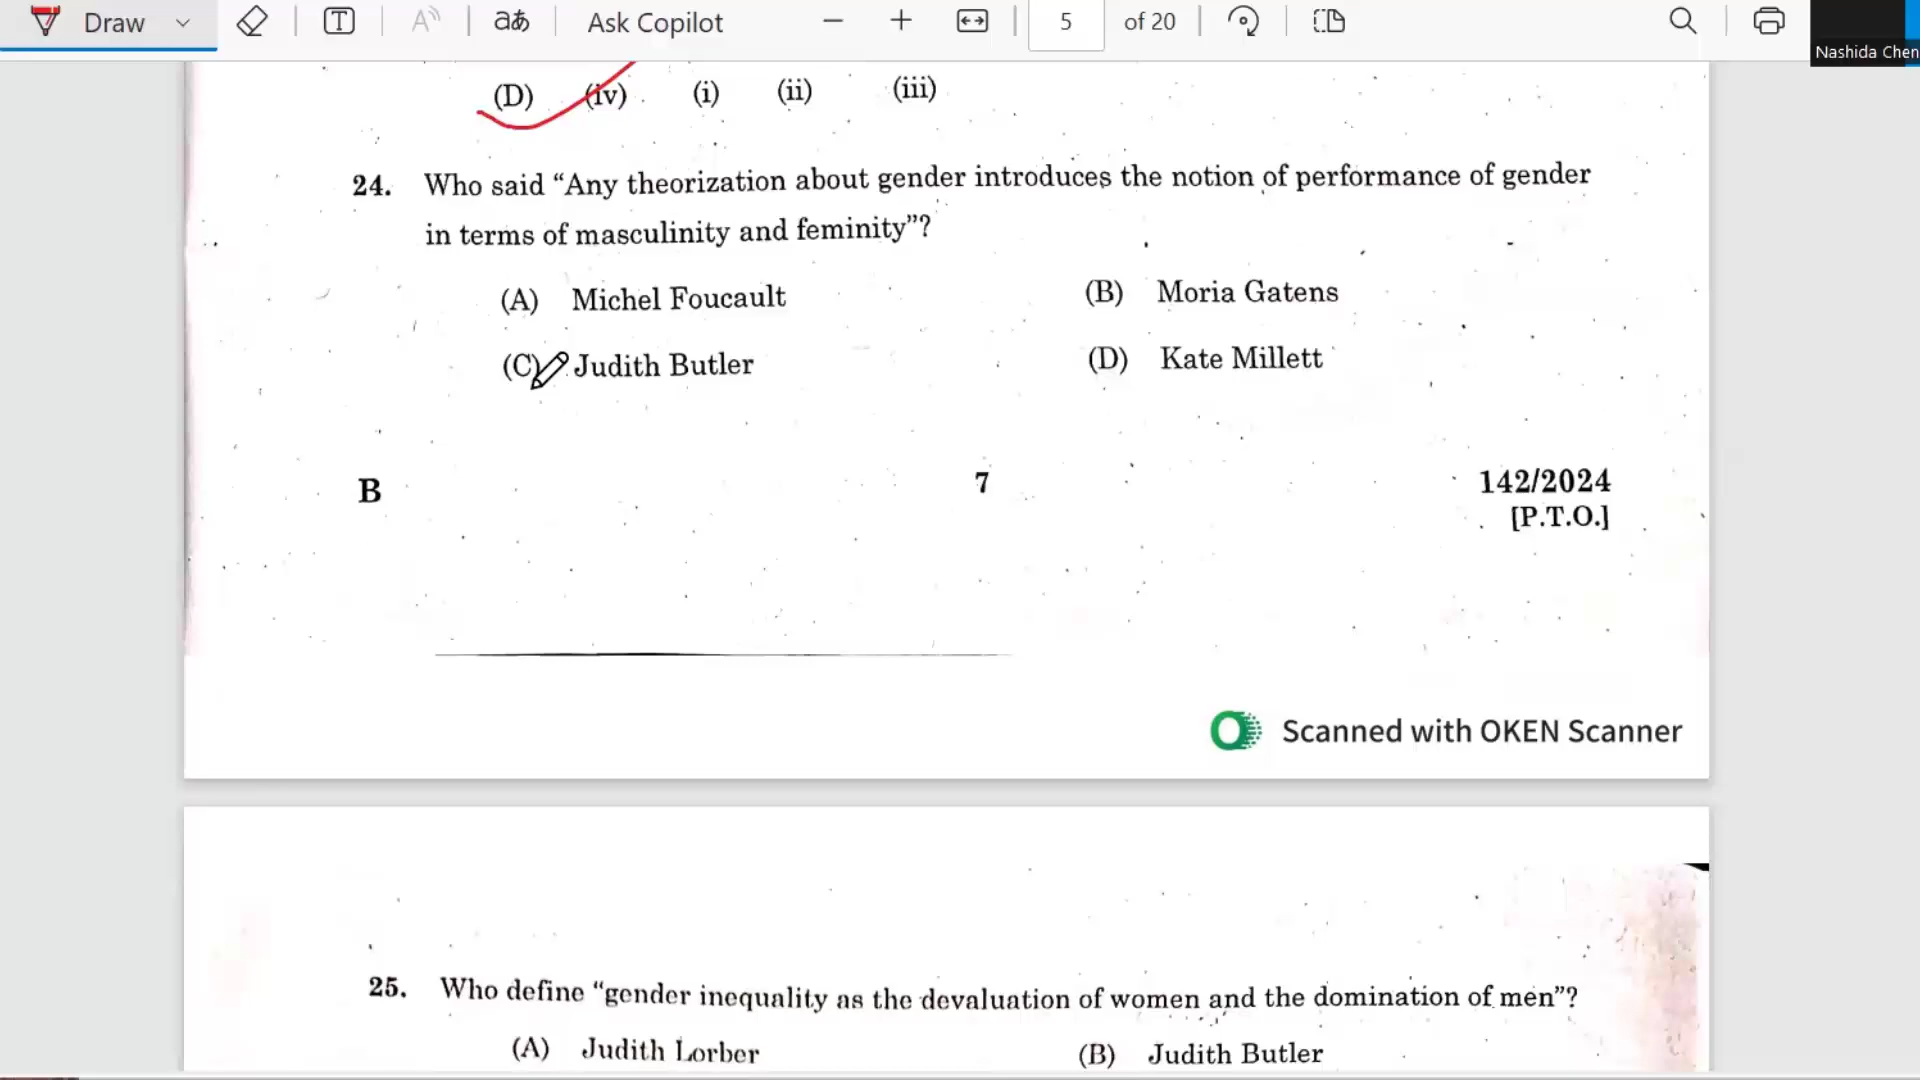 Draw
T
A
aあ
Ask Copilot
5
of 20
Nashida Chen
(D) (iv) (i) (ii) (iii)
24. Who said “Any theorization about gender introduces the notion of performance of gender
in terms of masculinity and feminity”?
(A) Michel Foucault
(B) Moria Gatens
(C) Judith Butler
(D) Kate Millett
B
7
142/2024
[P.T.O.]
Scanned with OKEN Scanner
25. Who define “gender inequality as the devaluation of women and the domination of men”?
(A) Judith Lorber
(B) Judith Butler